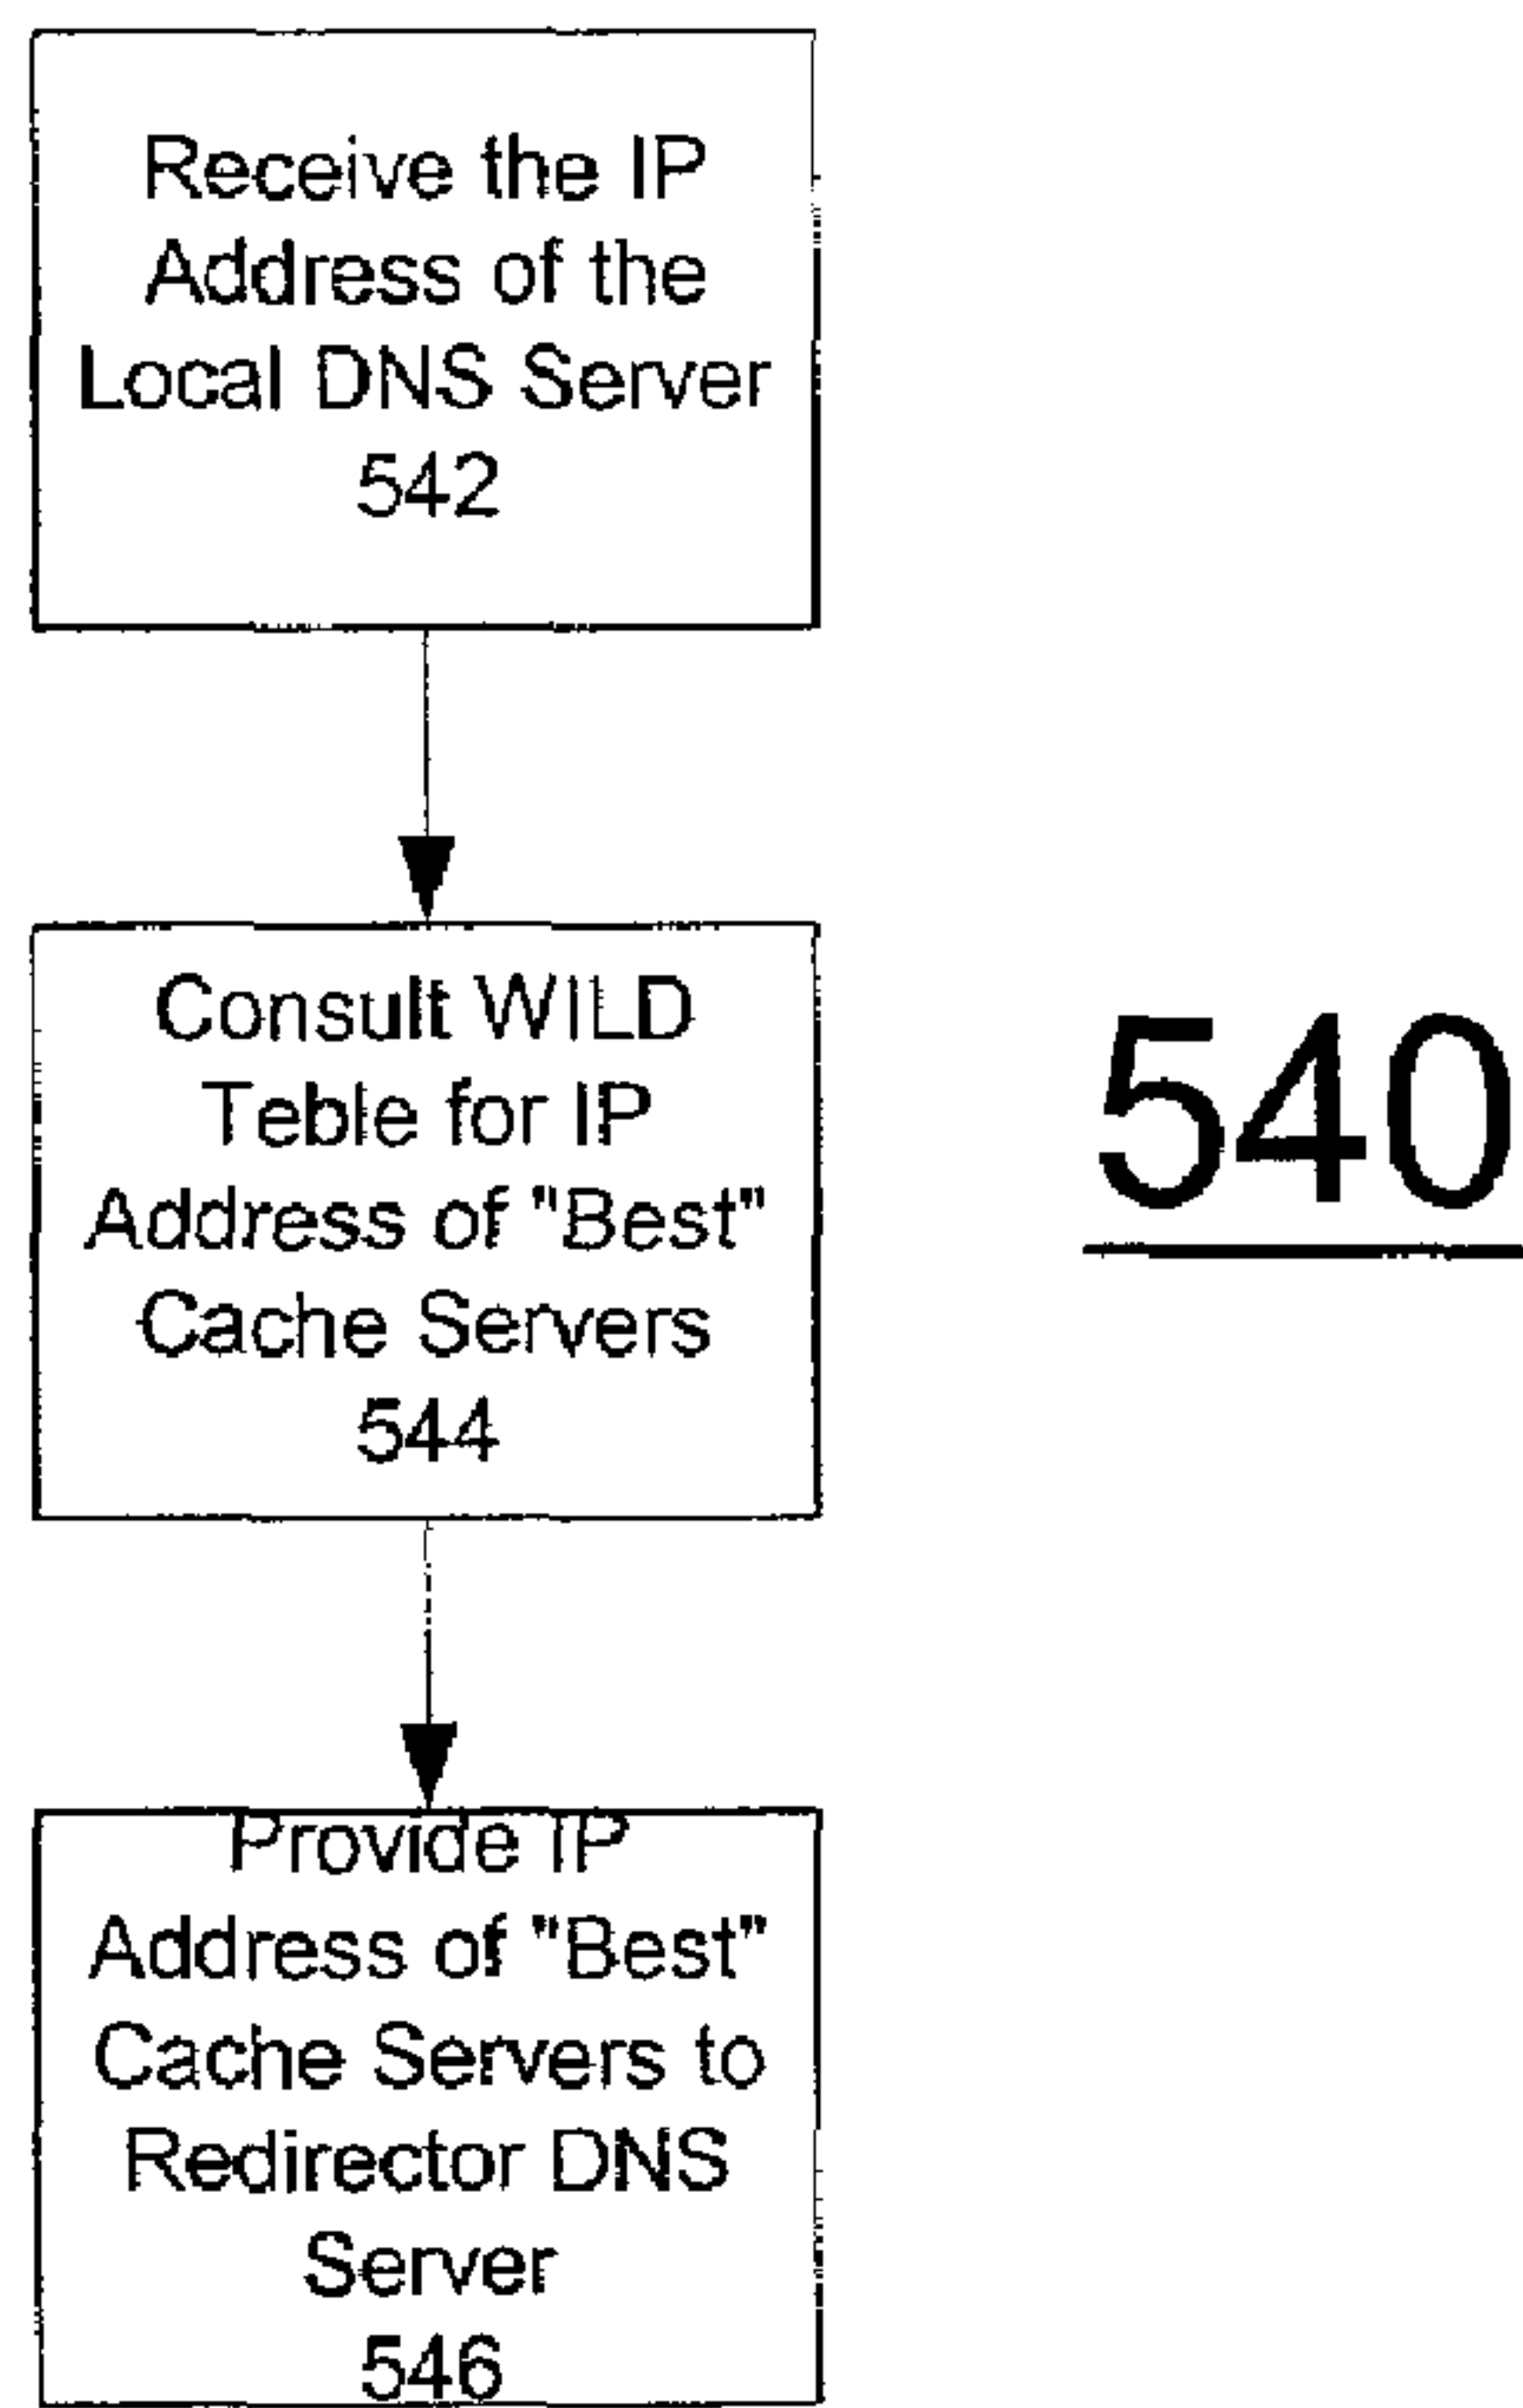 Receive the IP
Address of the
Local DNS Server
542
Consult WILD
Teble for IP
Address of "Best"
Cache Servers
544
540
Provide IP
Address of "Best"
Cache Servers to
Redirector DNS
Server
546